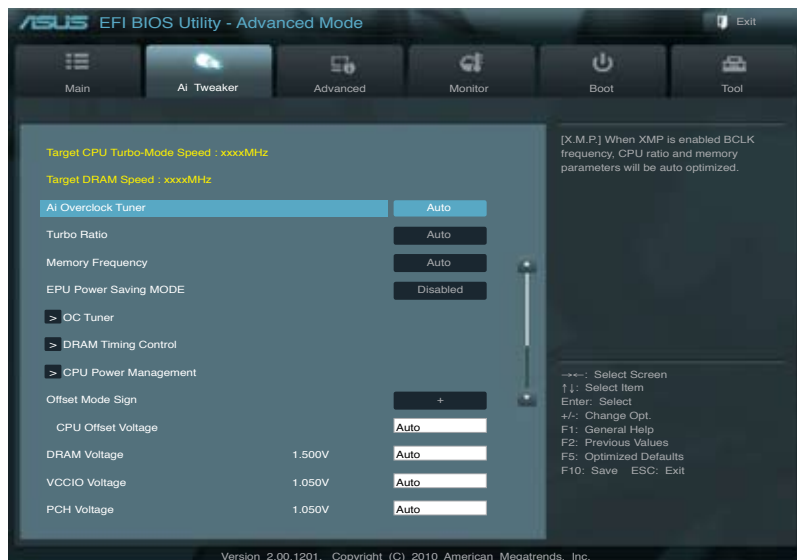 ASUS EFI BIOS Utility - Advanced Mode
Exit
Main
Ai Tweaker
Advanced
Monitor
Boot
Tool
Target CPU Turbo-Mode Speed : xxxxMHz
Target DRAM Speed : xxxxMHz
Ai Overclock Tuner Auto
Turbo Ratio Auto
Memory Frequency Auto
EPU Power Saving MODE Disabled
> OC Tuner
> DRAM Timing Control
> CPU Power Management
Offset Mode Sign +
CPU Offset Voltage Auto
DRAM Voltage 1.500V Auto
VCCIO Voltage 1.050V Auto
PCH Voltage 1.050V Auto
[X.M.P.] When XMP is enabled BCLK
frequency, CPU ratio and memory
parameters will be auto optimized.
→←: Select Screen
↑↓: Select Item
Enter: Select
+/-: Change Opt.
F1: General Help
F2: Previous Values
F5: Optimized Defaults
F10: Save ESC: Exit
Version 2.00.1201. Copyright (C) 2010 American Megatrends, Inc.